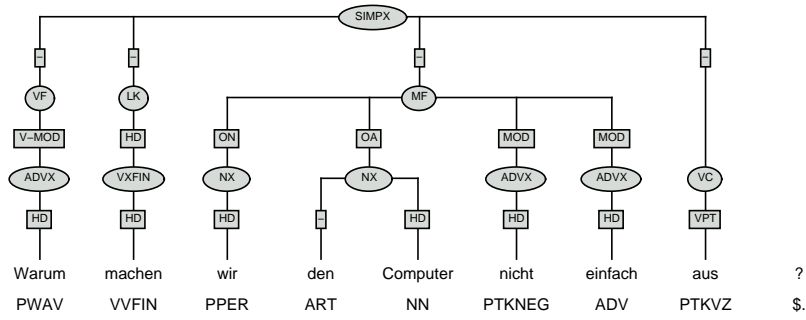 SIMPX
– – – –
VF LK MF
V–MOD HD ON OA MOD MOD
ADVX VXFIN NX NX ADVX ADVX VC
HD HD HD – HD HD HD VPT
Warum machen wir den Computer nicht einfach aus ?
PWAV VVFIN PPER ART NN PTKNEG ADV PTKVZ $.